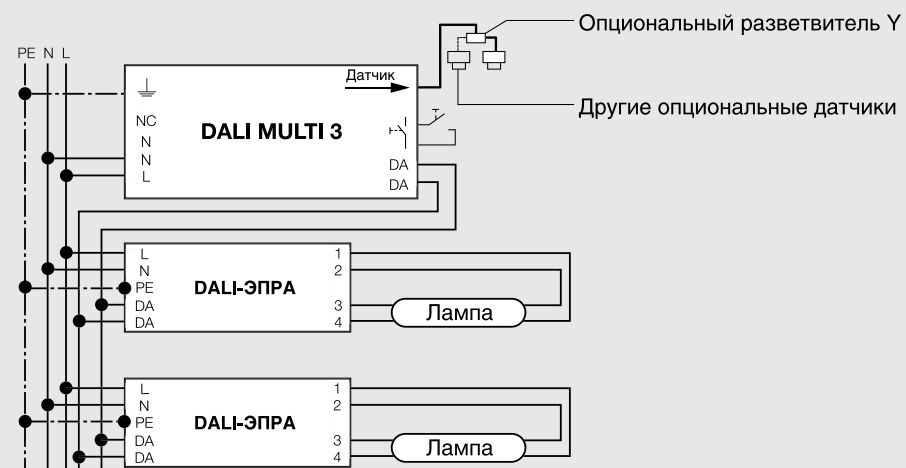 Опциональный разветвитель Y
PE N L
Датчик
Другие опциональные датчики
NC
DALI MULTI 3
N
N
DA
L
DA
L
1
N
2
PE
DALI-ЭПРА
DA
3
Лампа
DA
4
L
1
N
2
PE
DALI-ЭПРА
DA
3
Лампа
DA
4